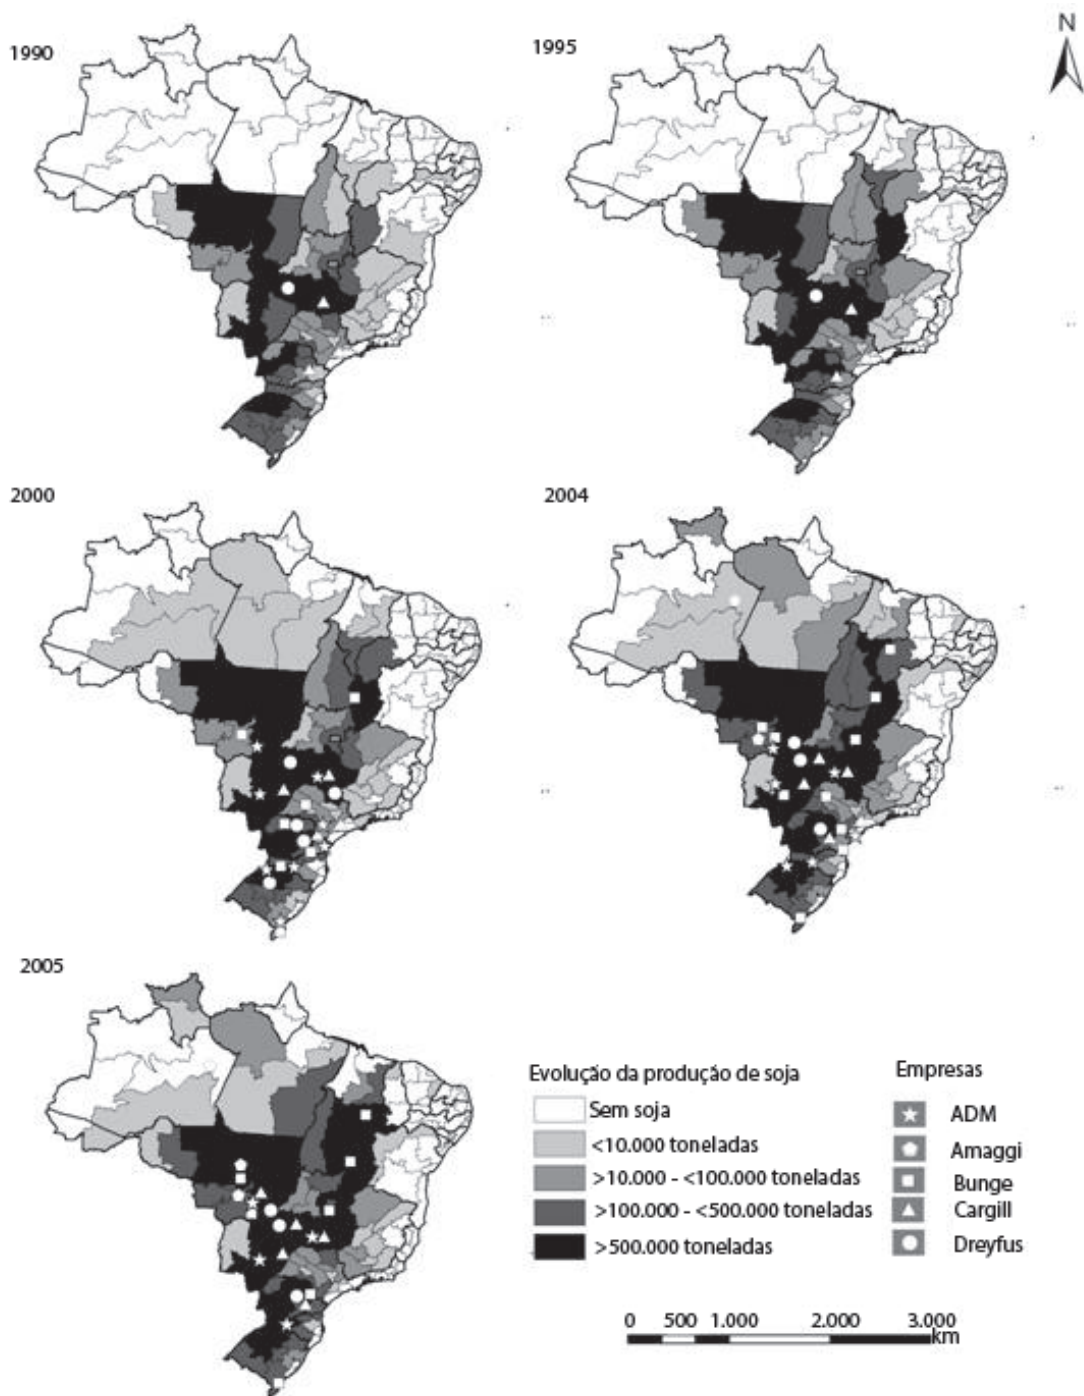 1990
1995
N
2000
2004
2005
Evolução da produção de soja
Sem soja
<10.000 toneladas
>10.000 - <100.000 toneladas
>100.000 - <500.000 toneladas
>500.000 toneladas
Empresas
ADM
Amaggi
Bunge
Cargill
Dreyfus
0 500 1.000 2.000 3.000
km